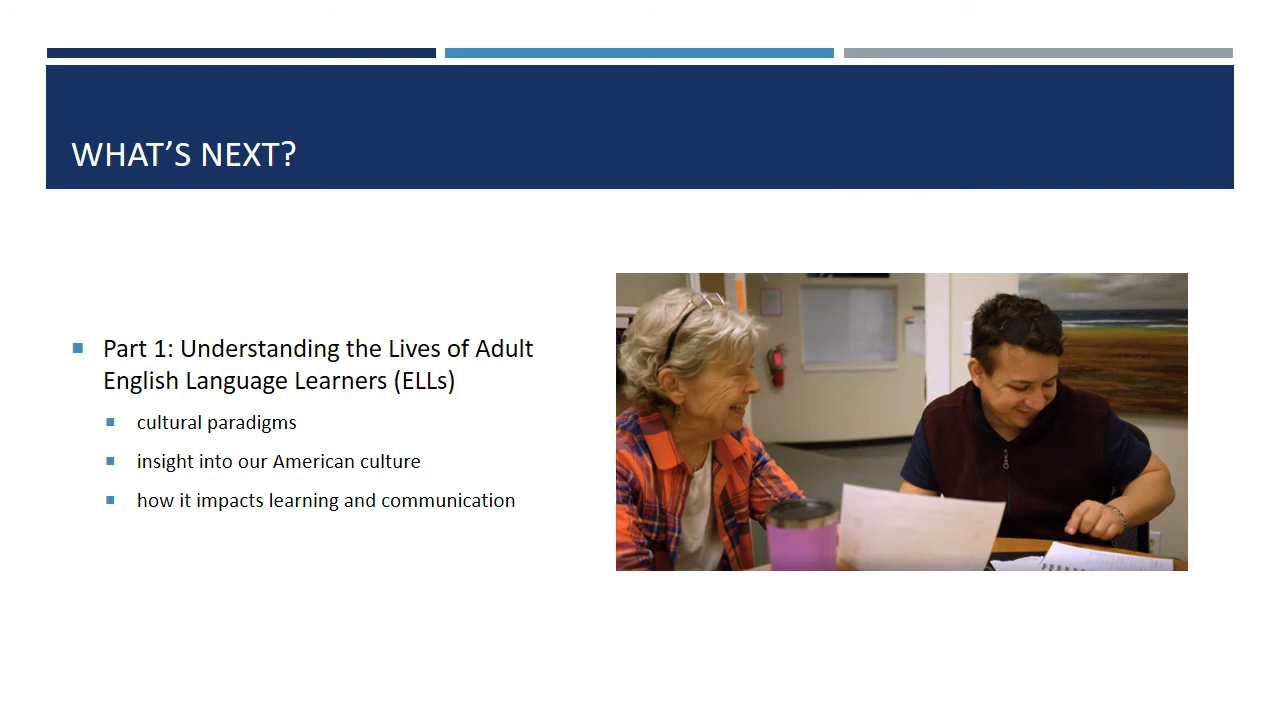 WHAT’S NEXT?
Part 1: Understanding the Lives of Adult
English Language Learners (ELLs)
cultural paradigms
insight into our American culture
how it impacts learning and communication